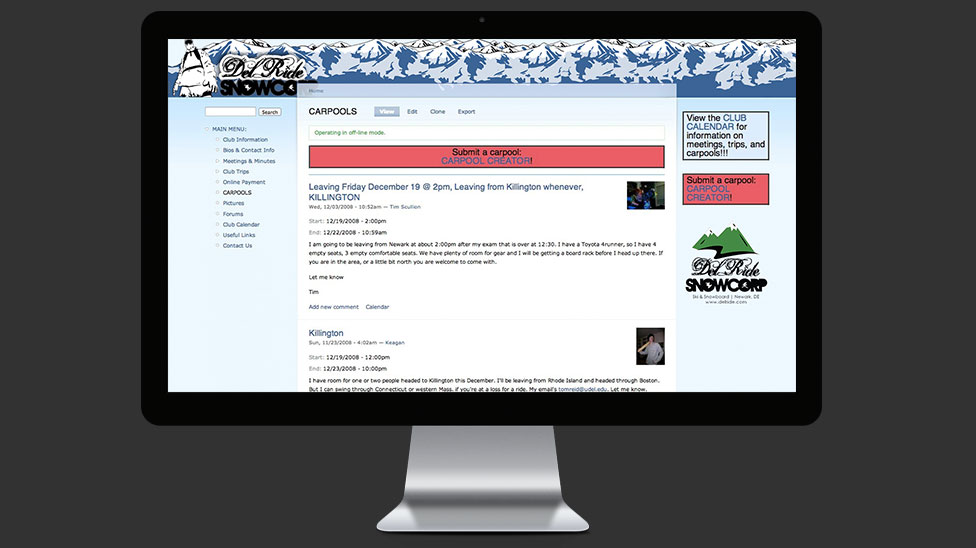 Del Ride
SNOWCORP
Home
Search
MAIN MENU:
Club Information
Bios & Contact Info
Meetings & Minutes
Club Trips
Online Payment
CARPOOLS
Pictures
Forums
Club Calendar
Useful Links
Contact Us
CARPOOLS
View Edit Clone Export
Operating in off-line mode.
Submit a carpool:
CARPOOL CREATOR!
Leaving Friday December 19 @ 2pm, Leaving from Killington whenever,
KILLINGTON
Wed, 12/03/2008 - 10:52am — Tim Scullion
Start: 12/19/2008 - 2:00pm
End: 12/22/2008 - 10:59am
I am going to be leaving from Newark at about 2:00pm after my exam that is over at 12:30. I have a Toyota 4runner, so I have 4
empty seats, 3 empty comfortable seats. We have plenty of room for gear and I will be getting a board rack before I head up there. If
you are in the area, or a little bit north you are welcome to come with.
Let me know
Tim
Add new comment Calendar
Killington
Sun, 11/23/2008 - 4:02am — Keagan
Start: 12/19/2008 - 12:00pm
End: 12/23/2008 - 10:00pm
I have room for one or two people headed to Killington this December. I'll be leaving from Rhode Island and headed through Boston.
But I can swing through Connecticut or western Mass. if you're at a loss for a ride. My email's tomreid@udel.edu. Let me know.
View the CLUB
CALENDAR for
information on
meetings, trips, and
carpools!!!
Submit a carpool:
CARPOOL
CREATOR!
Del Ride
SNOWCORP
Ski & Snowboard | Newark, DE
www.delride.com